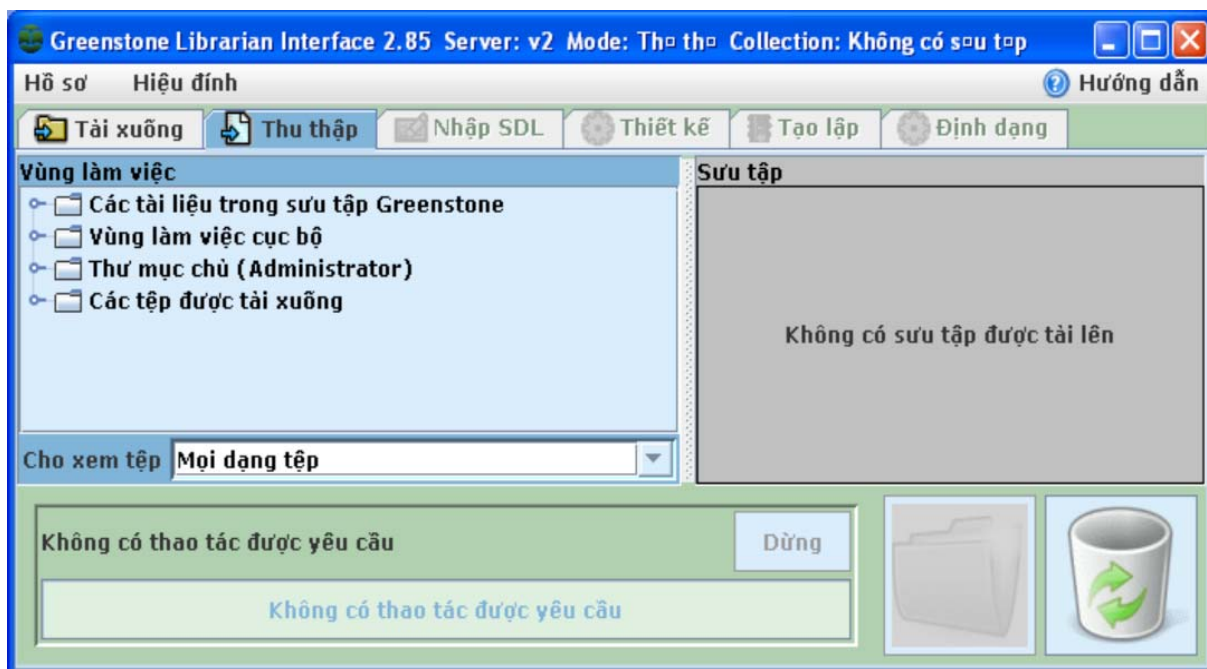 Greenstone Librarian Interface 2.85 Server: v2 Mode: Th¤ th¤ Collection: Không có s¤u t¤p
Hồ sơ Hiệu đính Hướng dẫn
Tải xuống Thu thập Nhập SDL Thiết kế Tạo lập Định dạng
Vùng làm việc
Các tài liệu trong sưu tập Greenstone
Vùng làm việc cục bộ
Thư mục chủ (Administrator)
Các tệp được tải xuống
Cho xem tệp Mọi dạng tệp
Sưu tập
Không có sưu tập được tải lên
Không có thao tác được yêu cầu Dừng
Không có thao tác được yêu cầu